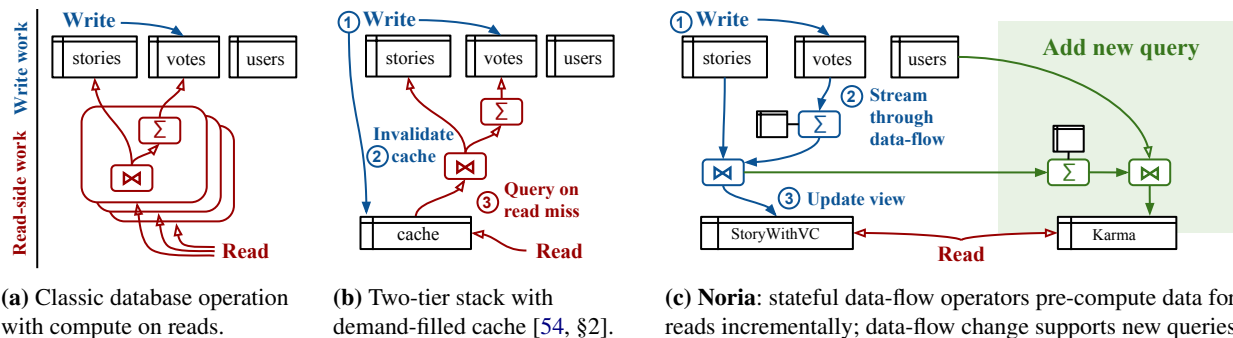 Write work
Read-side work
Write
stories
votes
users
Σ
⋈
Read
(a) Classic database operation
with compute on reads.
1 Write
stories
votes
users
Σ
Invalidate
2 cache
⋈
3 Query on
read miss
cache
Read
(b) Two-tier stack with
demand-filled cache [54, §2].
1 Write
stories
votes
users
Add new query
2 Stream
through
data-flow
Σ
⋈
Σ
⋈
3 Update view
StoryWithVC
Karma
Read
(c) Noria: stateful data-flow operators pre-compute data for
reads incrementally; data-flow change supports new queries